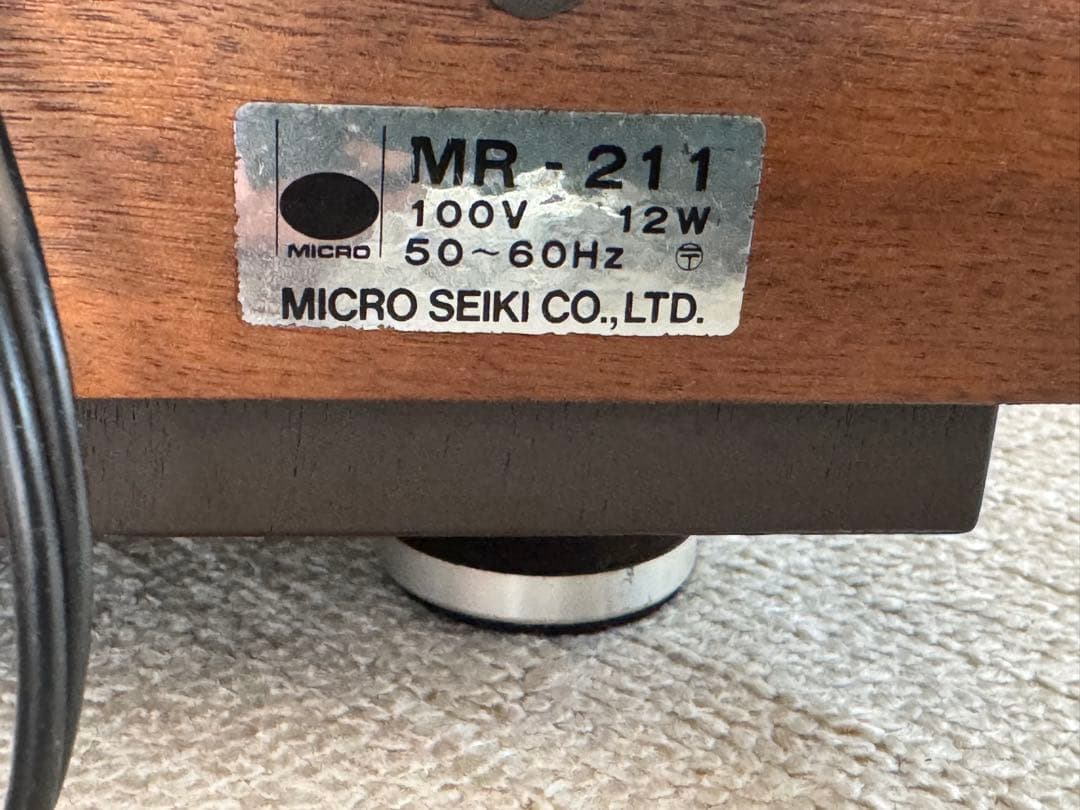 MR-211
100V 12W
MICRO
50~60Hz
MICRO SEIKI CO.,LTD.